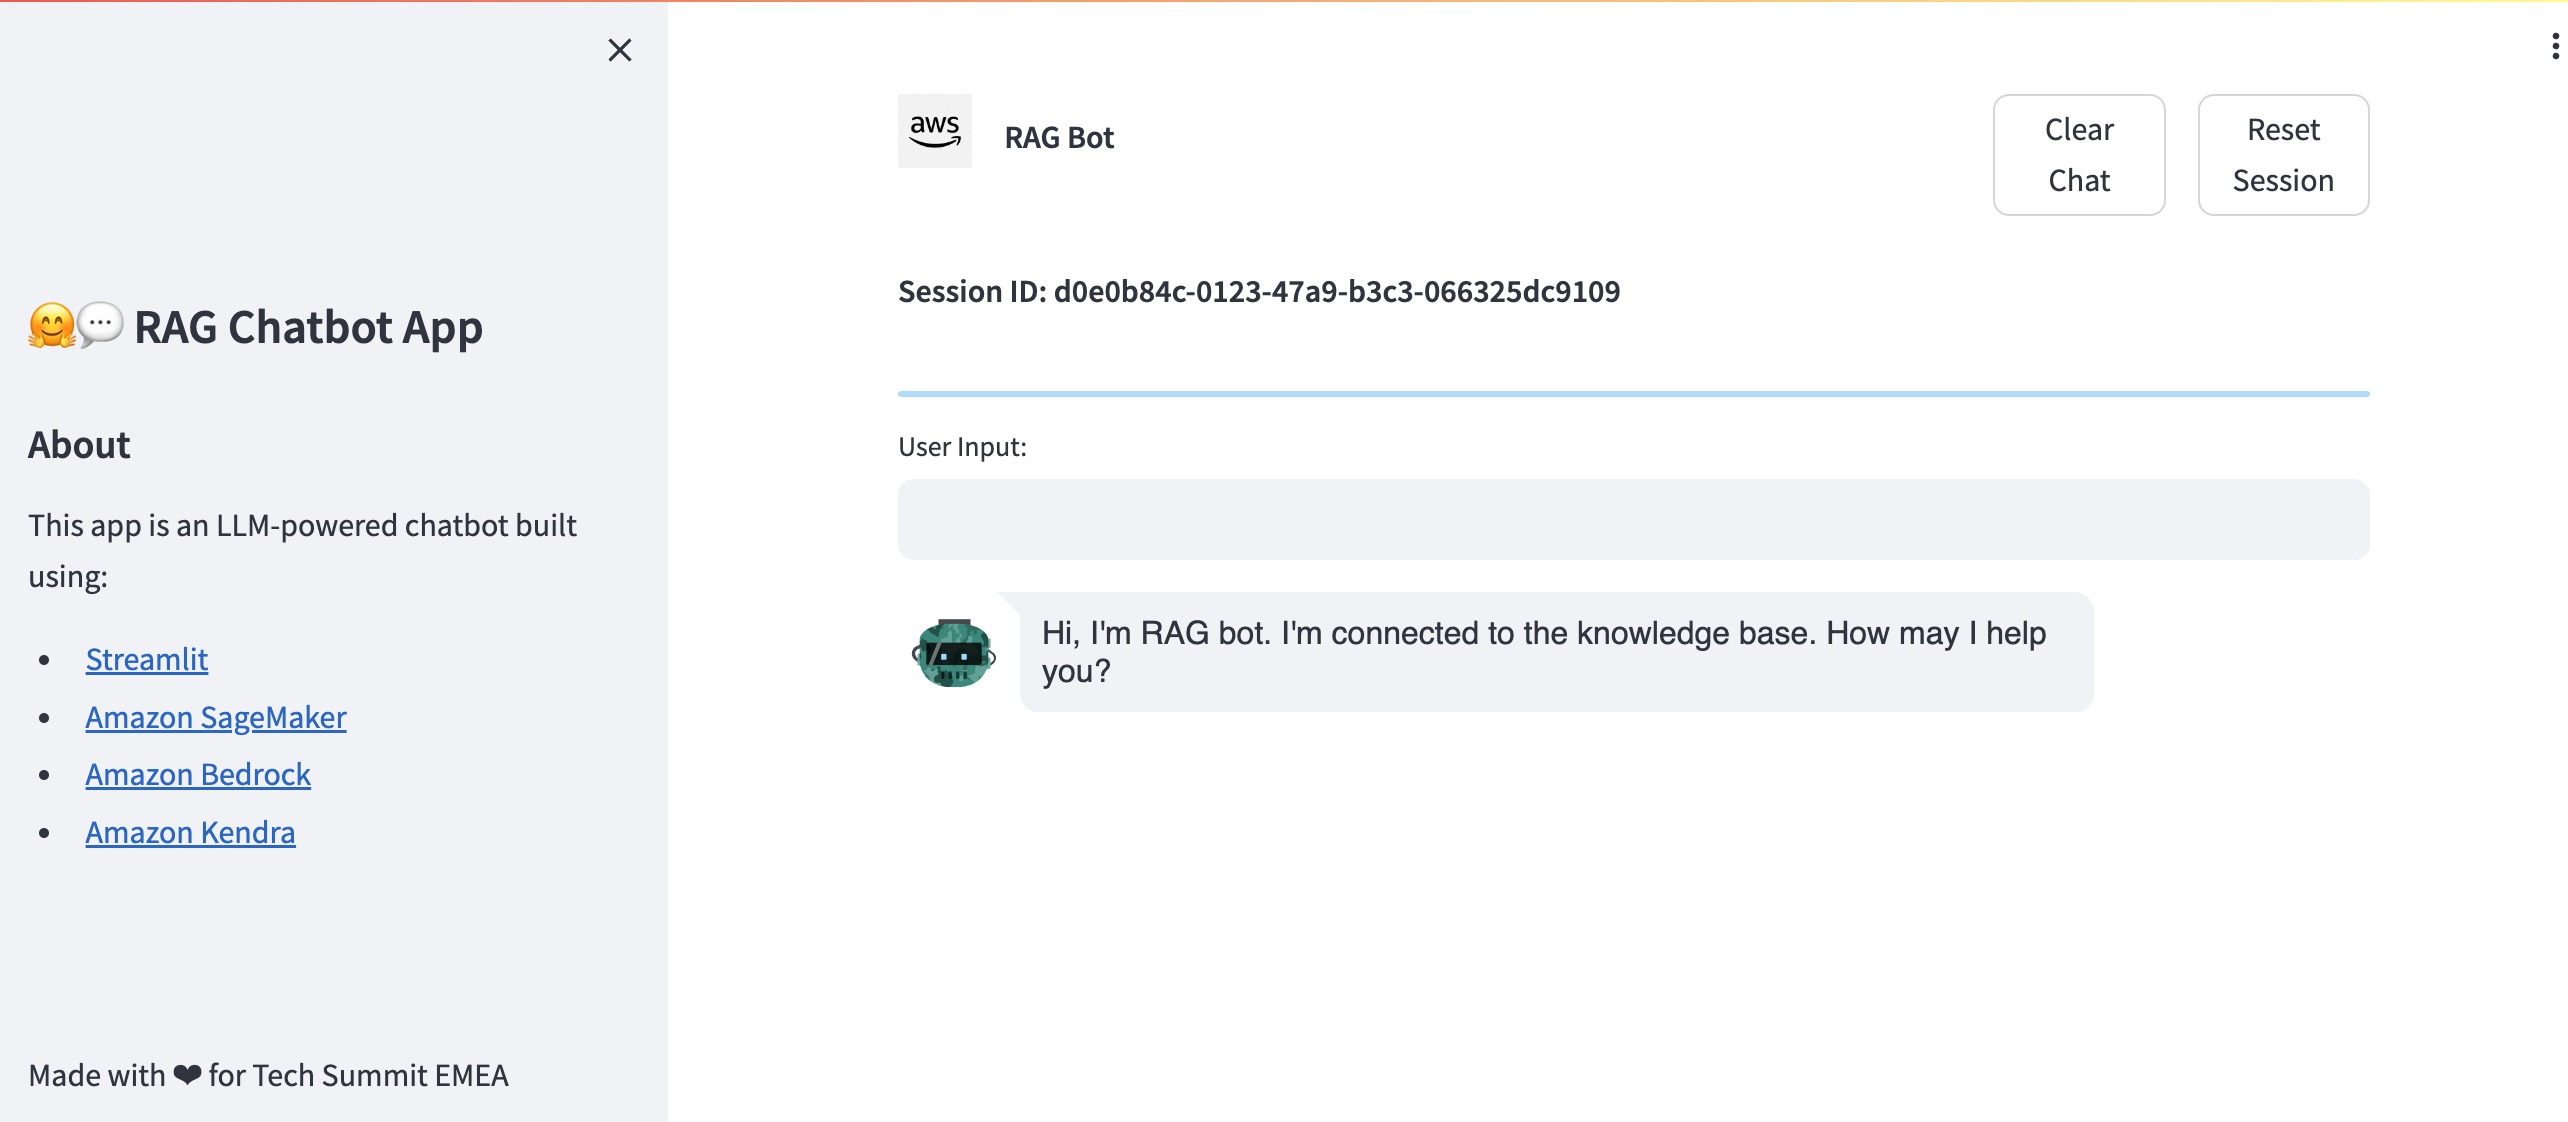 🤗💬 RAG Chatbot App
About
This app is an LLM-powered chatbot built
using:
Streamlit
Amazon SageMaker
Amazon Bedrock
Amazon Kendra
Made with ❤ for Tech Summit EMEA
aws
RAG Bot
Clear
Chat
Reset
Session
Session ID: d0e0b84c-0123-47a9-b3c3-066325dc9109
User Input:
Hi, I'm RAG bot. I'm connected to the knowledge base. How may I help
you?